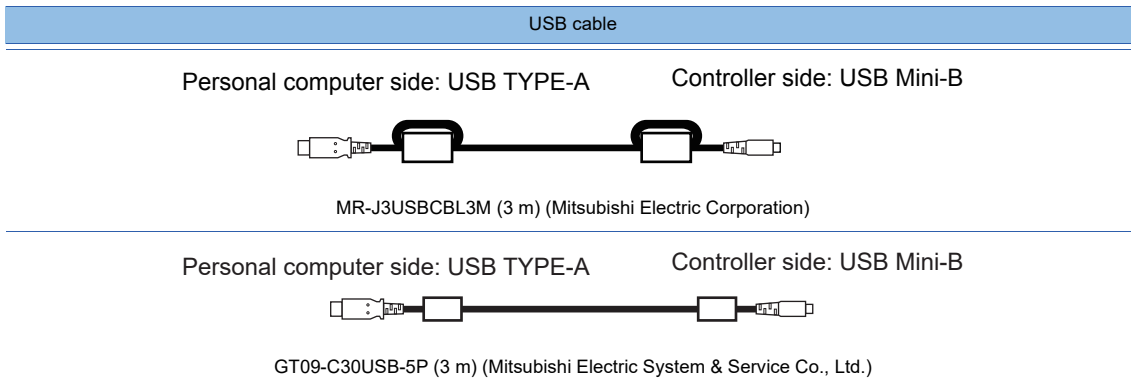 USB cable
Personal computer side: USB TYPE-A Controller side: USB Mini-B
MR-J3USBCBL3M (3 m) (Mitsubishi Electric Corporation)
Personal computer side: USB TYPE-A Controller side: USB Mini-B
GT09-C30USB-5P (3 m) (Mitsubishi Electric System & Service Co., Ltd.)